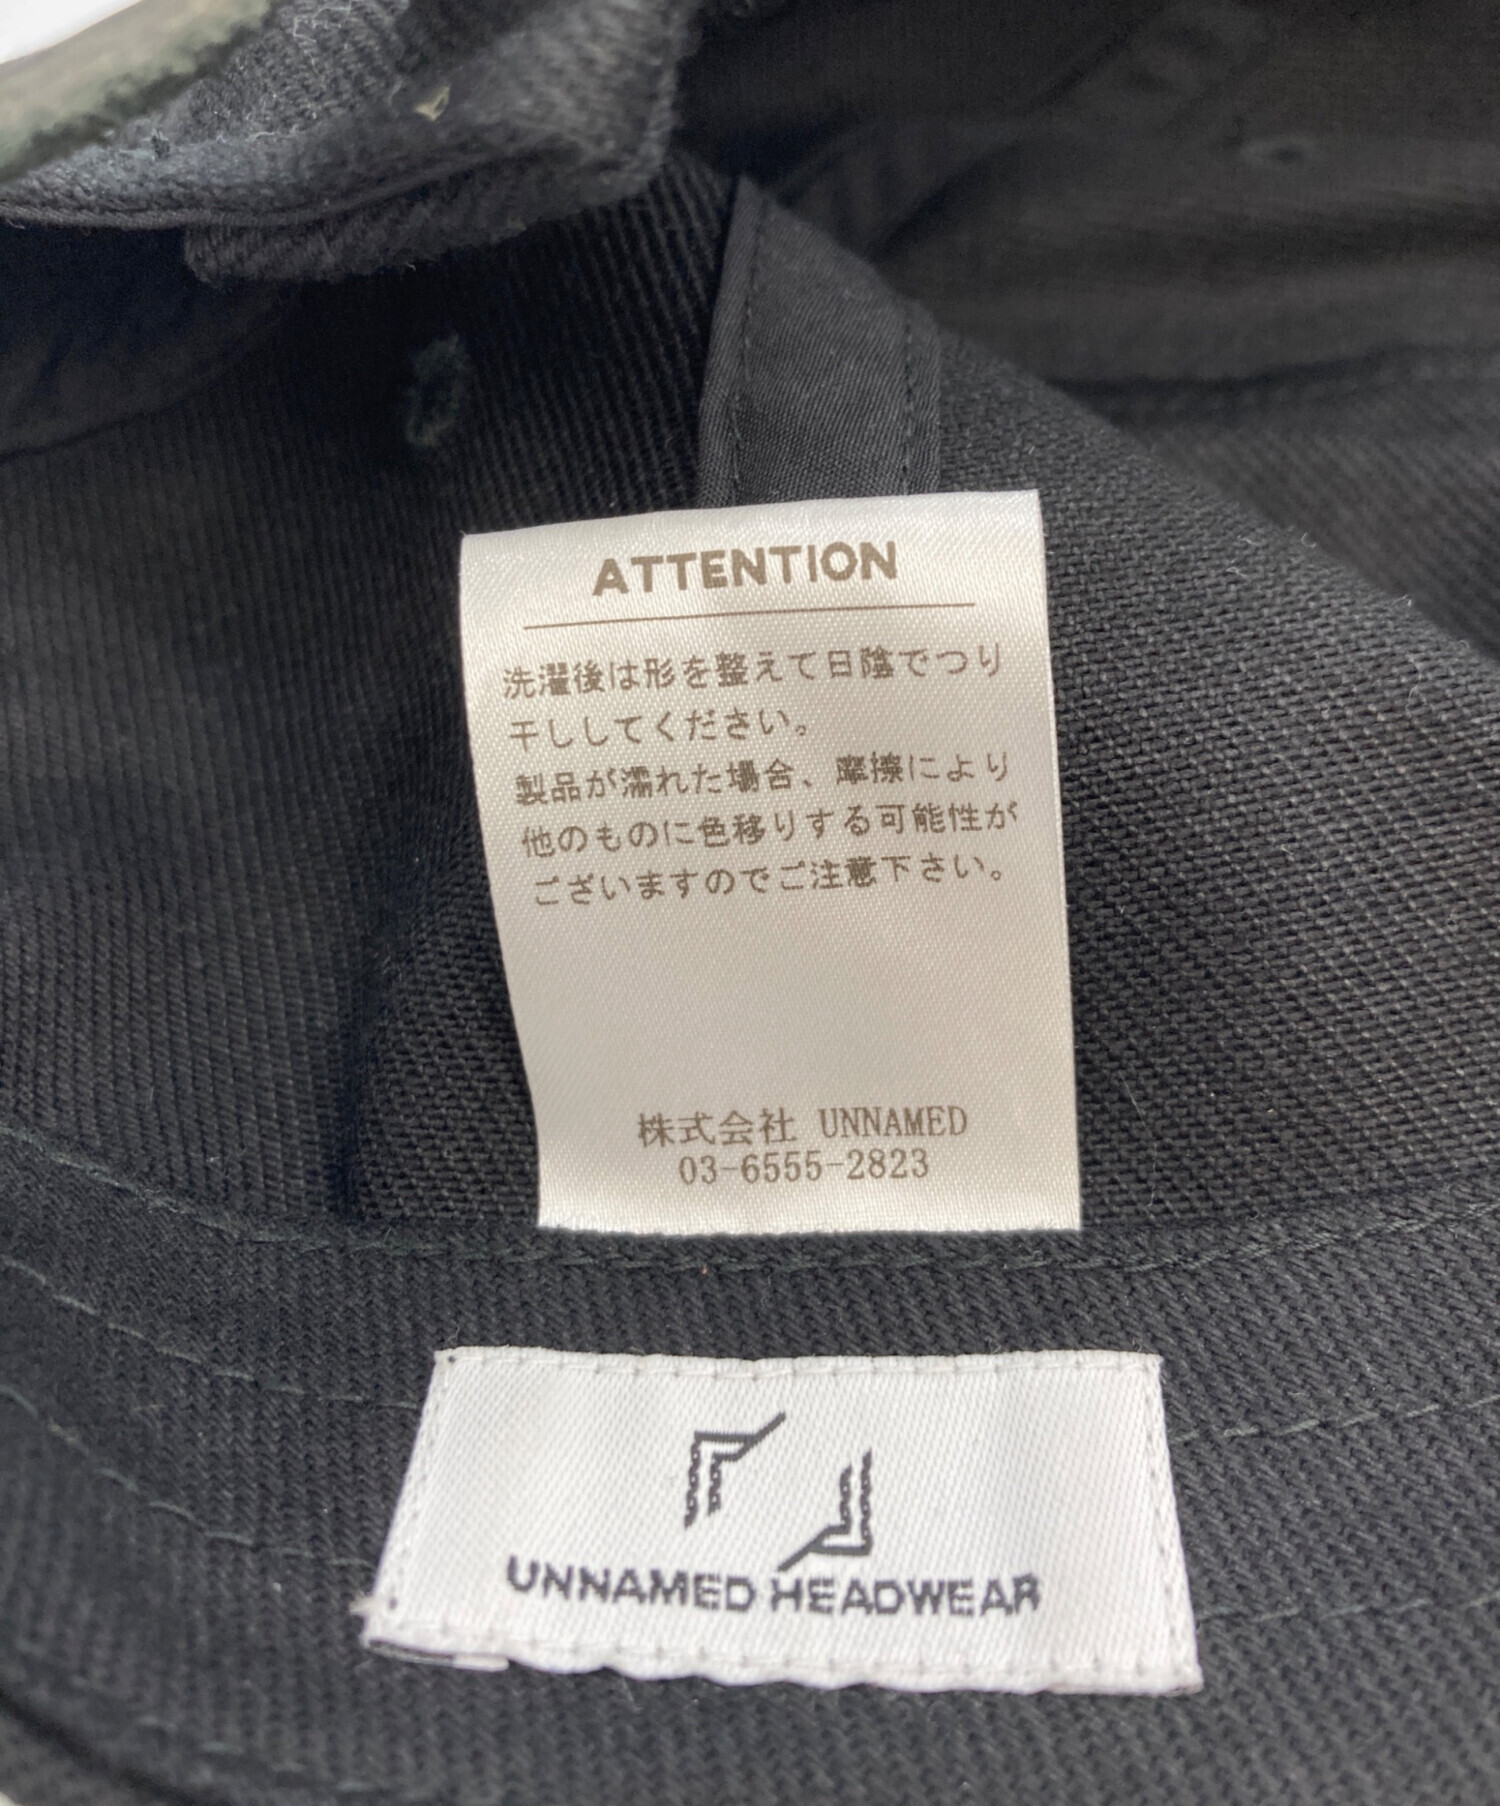 ATTENTION
洗濯後は形を整えて日陰でつり
干ししてください。
製品が濡れた場合、摩擦により
他のものに色移りする可能性が
ございますのでご注意下さい。
株式会社 UNNAMED
03-6555-2823
UNNAMED HEADWEAR